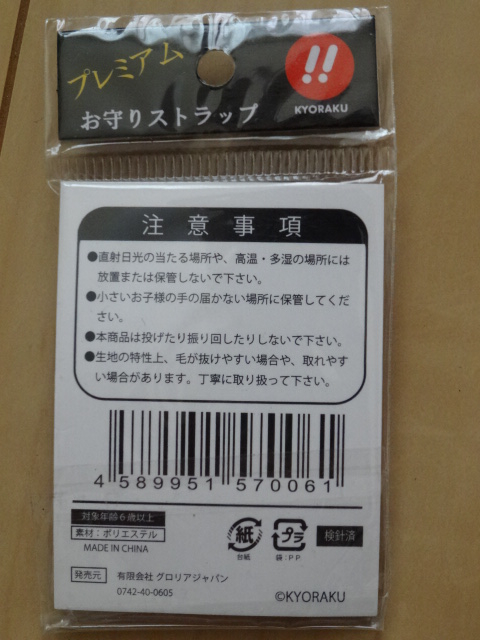 プレミアム
お守りストラップ
!!
KYORAKU
注意事項
●直射日光の当たる場所や、高温・多湿の場所には
放置または保管しないで下さい。
●小さいお子様の手の届かない場所に保管してくだ
さい。
●本商品は投げたり振り回したりしないで下さい。
●生地の特性上、毛が抜けやすい場合や、取れやす
い場合があります。丁寧に取り扱って下さい。
4 589951 570061
対象年齢6歳以上
素材：ポリエステル
MADE IN CHINA
紙
台紙
プラ
袋：PP
検針済
発売元
有限会社 グロリアジャパン
0742-40-0605
©KYORAKU